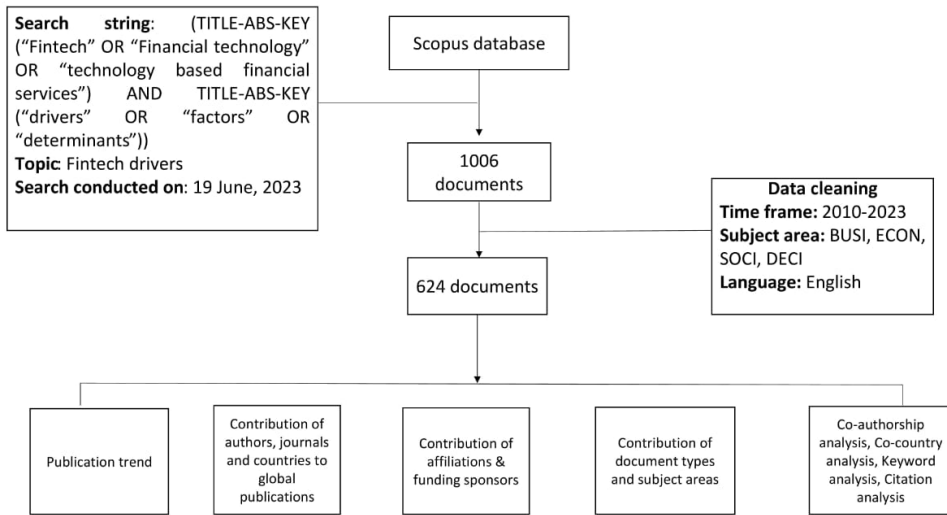 Search string: (TITLE-ABS-KEY
(“Fintech” OR “Financial technology”
OR “technology based financial
services”) AND TITLE-ABS-KEY
(“drivers” OR “factors” OR
“determinants”))
Topic: Fintech drivers
Search conducted on: 19 June, 2023
Scopus database
1006
documents
Data cleaning
Time frame: 2010-2023
Subject area: BUSI, ECON,
SOCI, DECI
Language: English
624 documents
Publication trend
Contribution of
authors, journals
and countries to
global
publications
Contribution of
affiliations &
funding sponsors
Contribution of
document types
and subject areas
Co-authorship
analysis, Co-country
analysis, Keyword
analysis, Citation
analysis